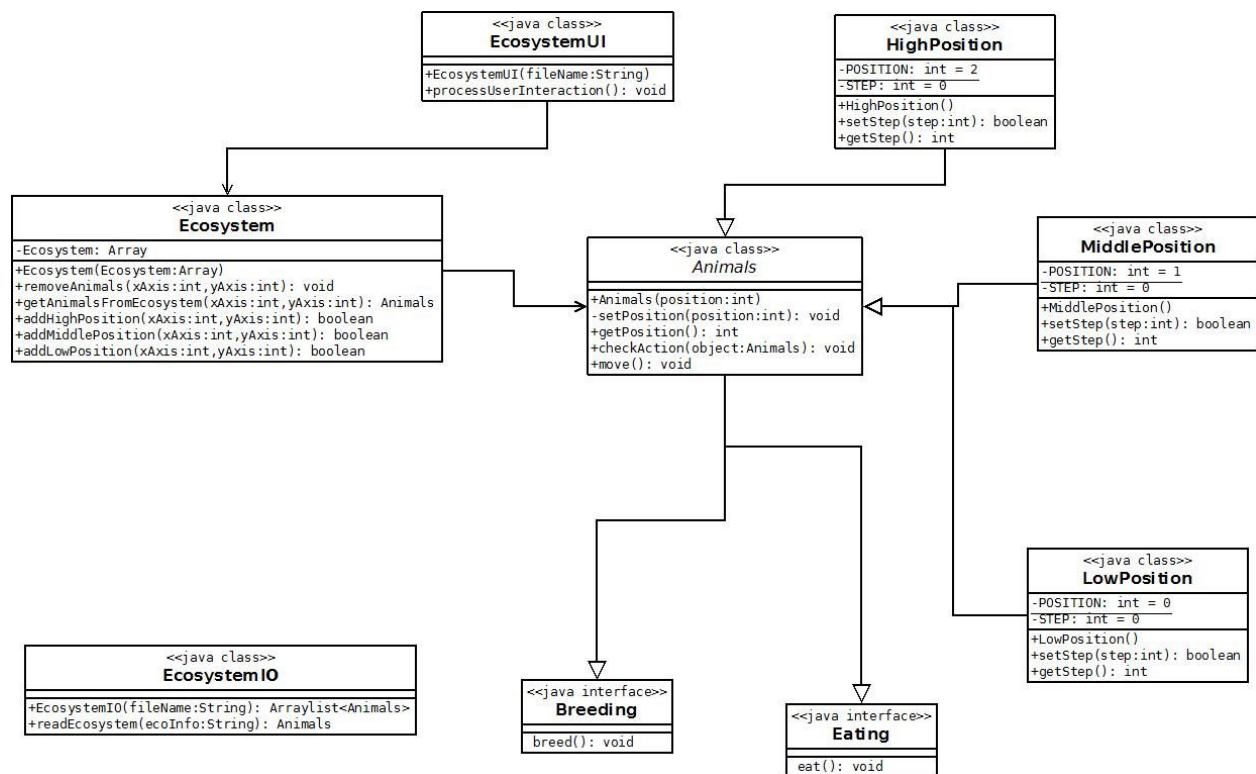 <<java class>>
EcosystemUI
+EcosystemUI(fileName:String)
+processUserInteraction(): void
<<java class>>
HighPosition
-POSITION: int = 2
-STEP: int = 0
+HighPosition()
+setStep(step:int): boolean
+getStep(): int
<<java class>>
Ecosystem
-Ecosystem: Array
+Ecosystem(Ecosystem:Array)
+removeAnimals(xAxis:int,yAxis:int): void
+getAnimalsFromEcosystem(xAxis:int,yAxis:int): Animals
+addHighPosition(xAxis:int,yAxis:int): boolean
+addMiddlePosition(xAxis:int,yAxis:int): boolean
+addLowPosition(xAxis:int,yAxis:int): boolean
<<java class>>
Animals
+Animals(position:int)
-setPosition(position:int): void
+getPosition(): int
+checkAction(object:Animals): void
+move(): void
<<java class>>
MiddlePosition
-POSITION: int = 1
-STEP: int = 0
+MiddlePosition()
+setStep(step:int): boolean
+getStep(): int
<<java class>>
LowPosition
-POSITION: int = 0
-STEP: int = 0
+LowPosition()
+setStep(step:int): boolean
+getStep(): int
<<java class>>
EcosystemIO
+EcosystemIO(fileName:String): Arraylist<Animals>
+readEcosystem(ecoInfo:String): Animals
<<java interface>>
Breeding
breed(): void
<<java interface>>
Eating
eat(): void